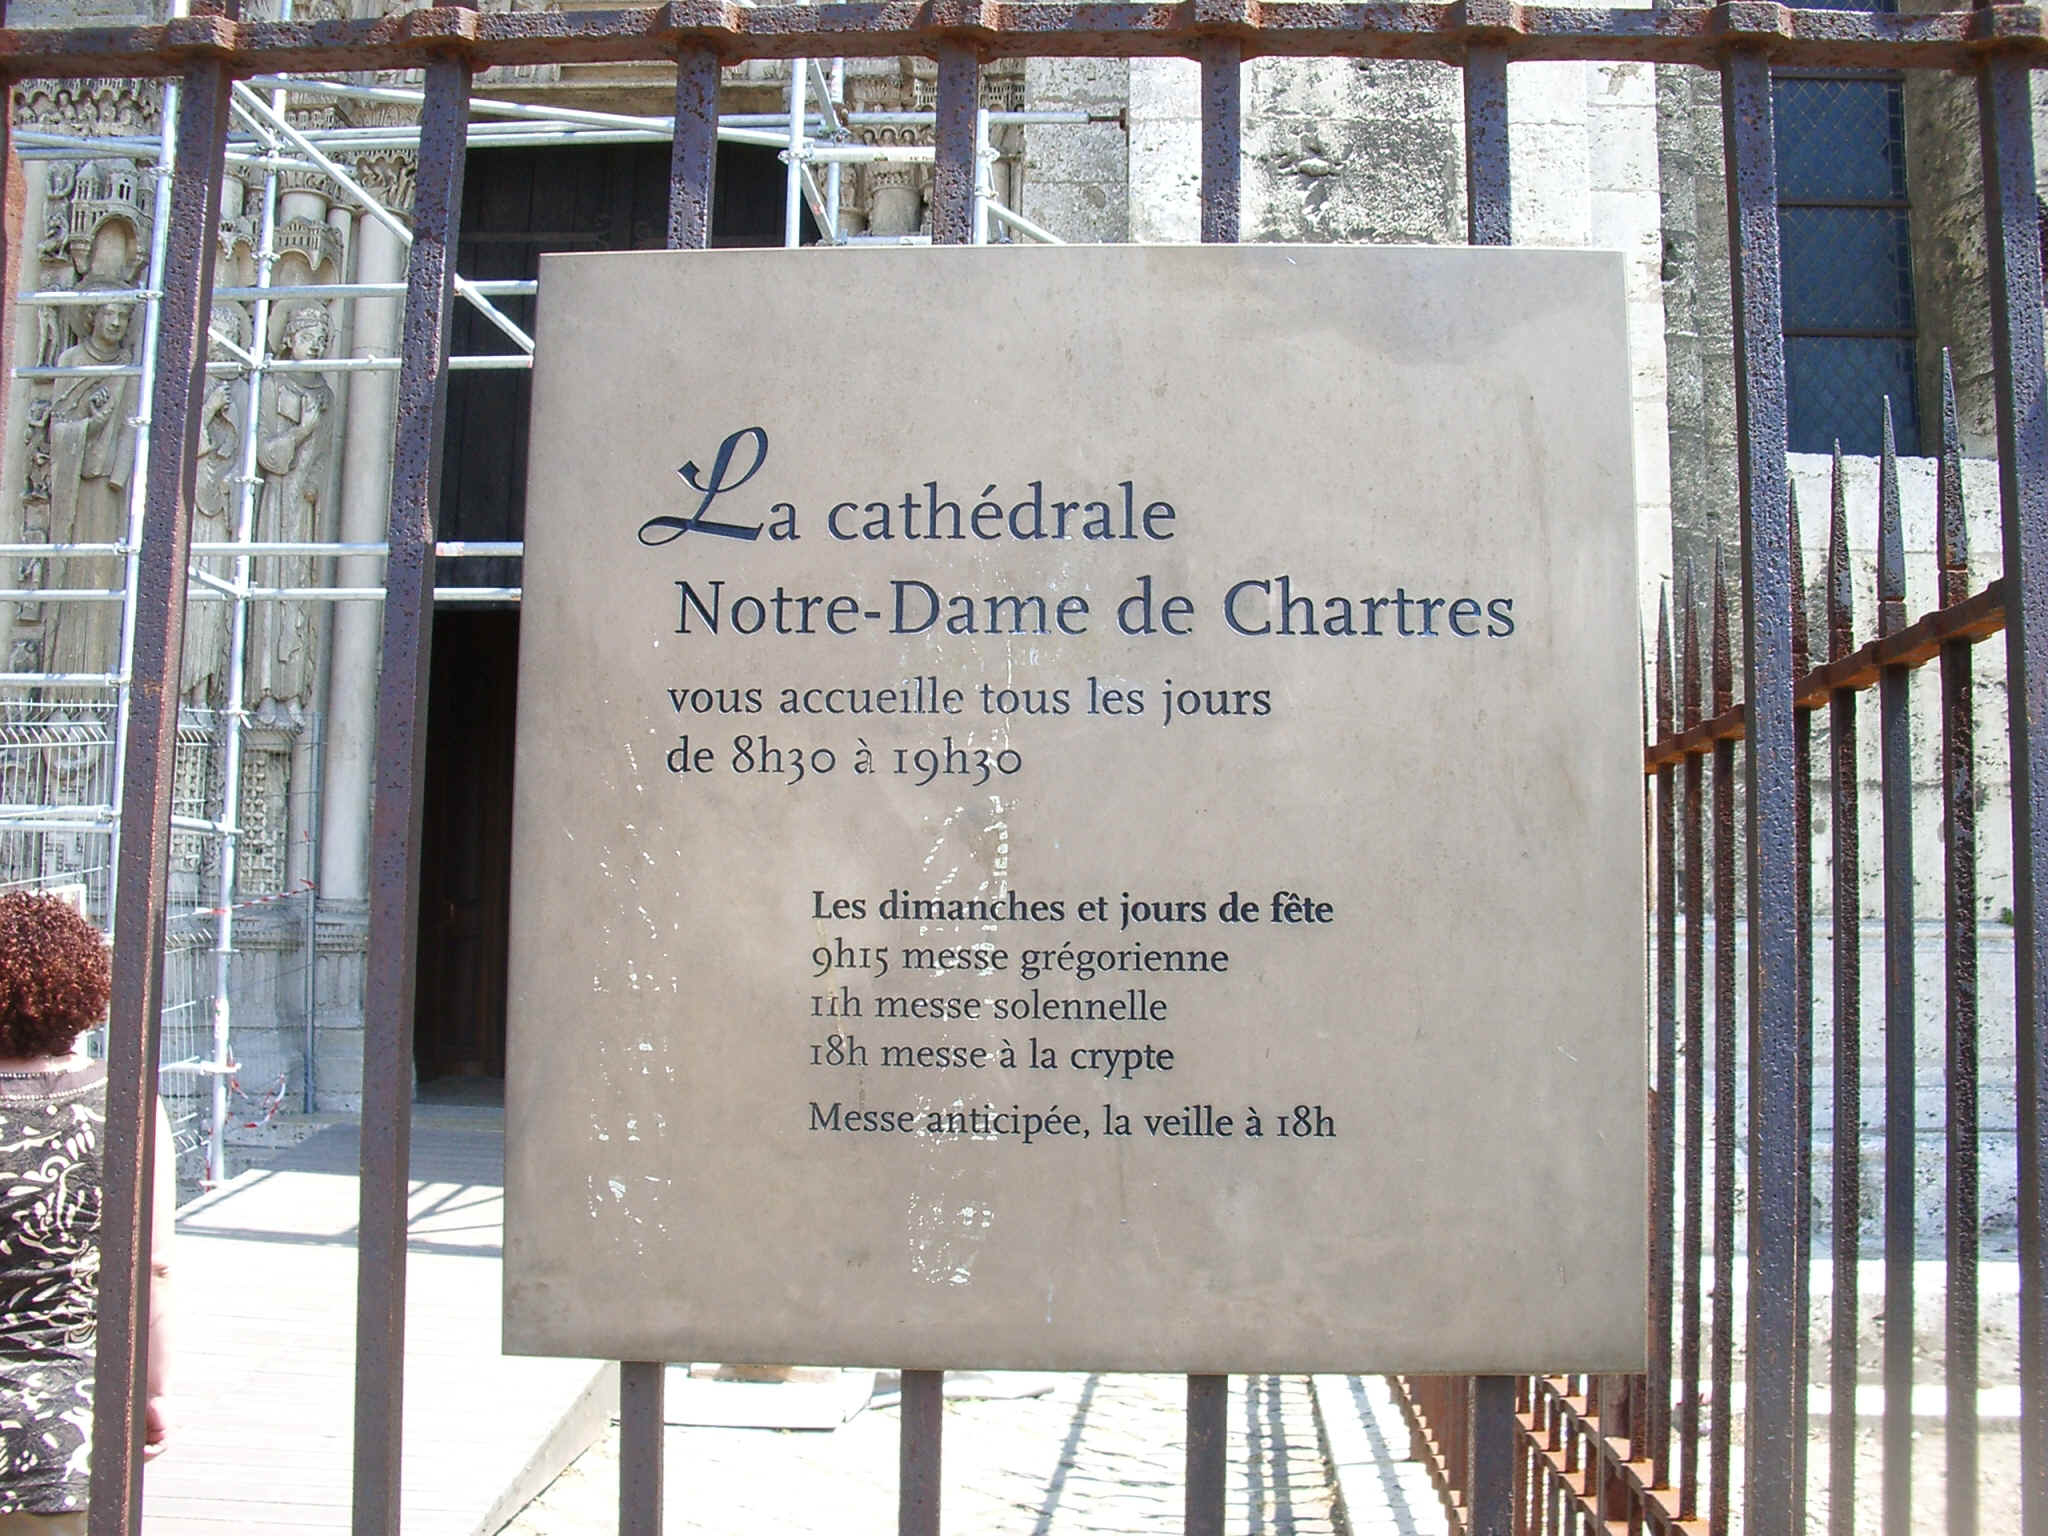 La cathédrale
Notre-Dame de Chartres
vous accueille tous les jours
de 8h30 à 19h30
Les dimanches et jours de fête
9h15 messe grégorienne
11h messe solennelle
18h messe à la crypte
Messe anticipée, la veille à 18h